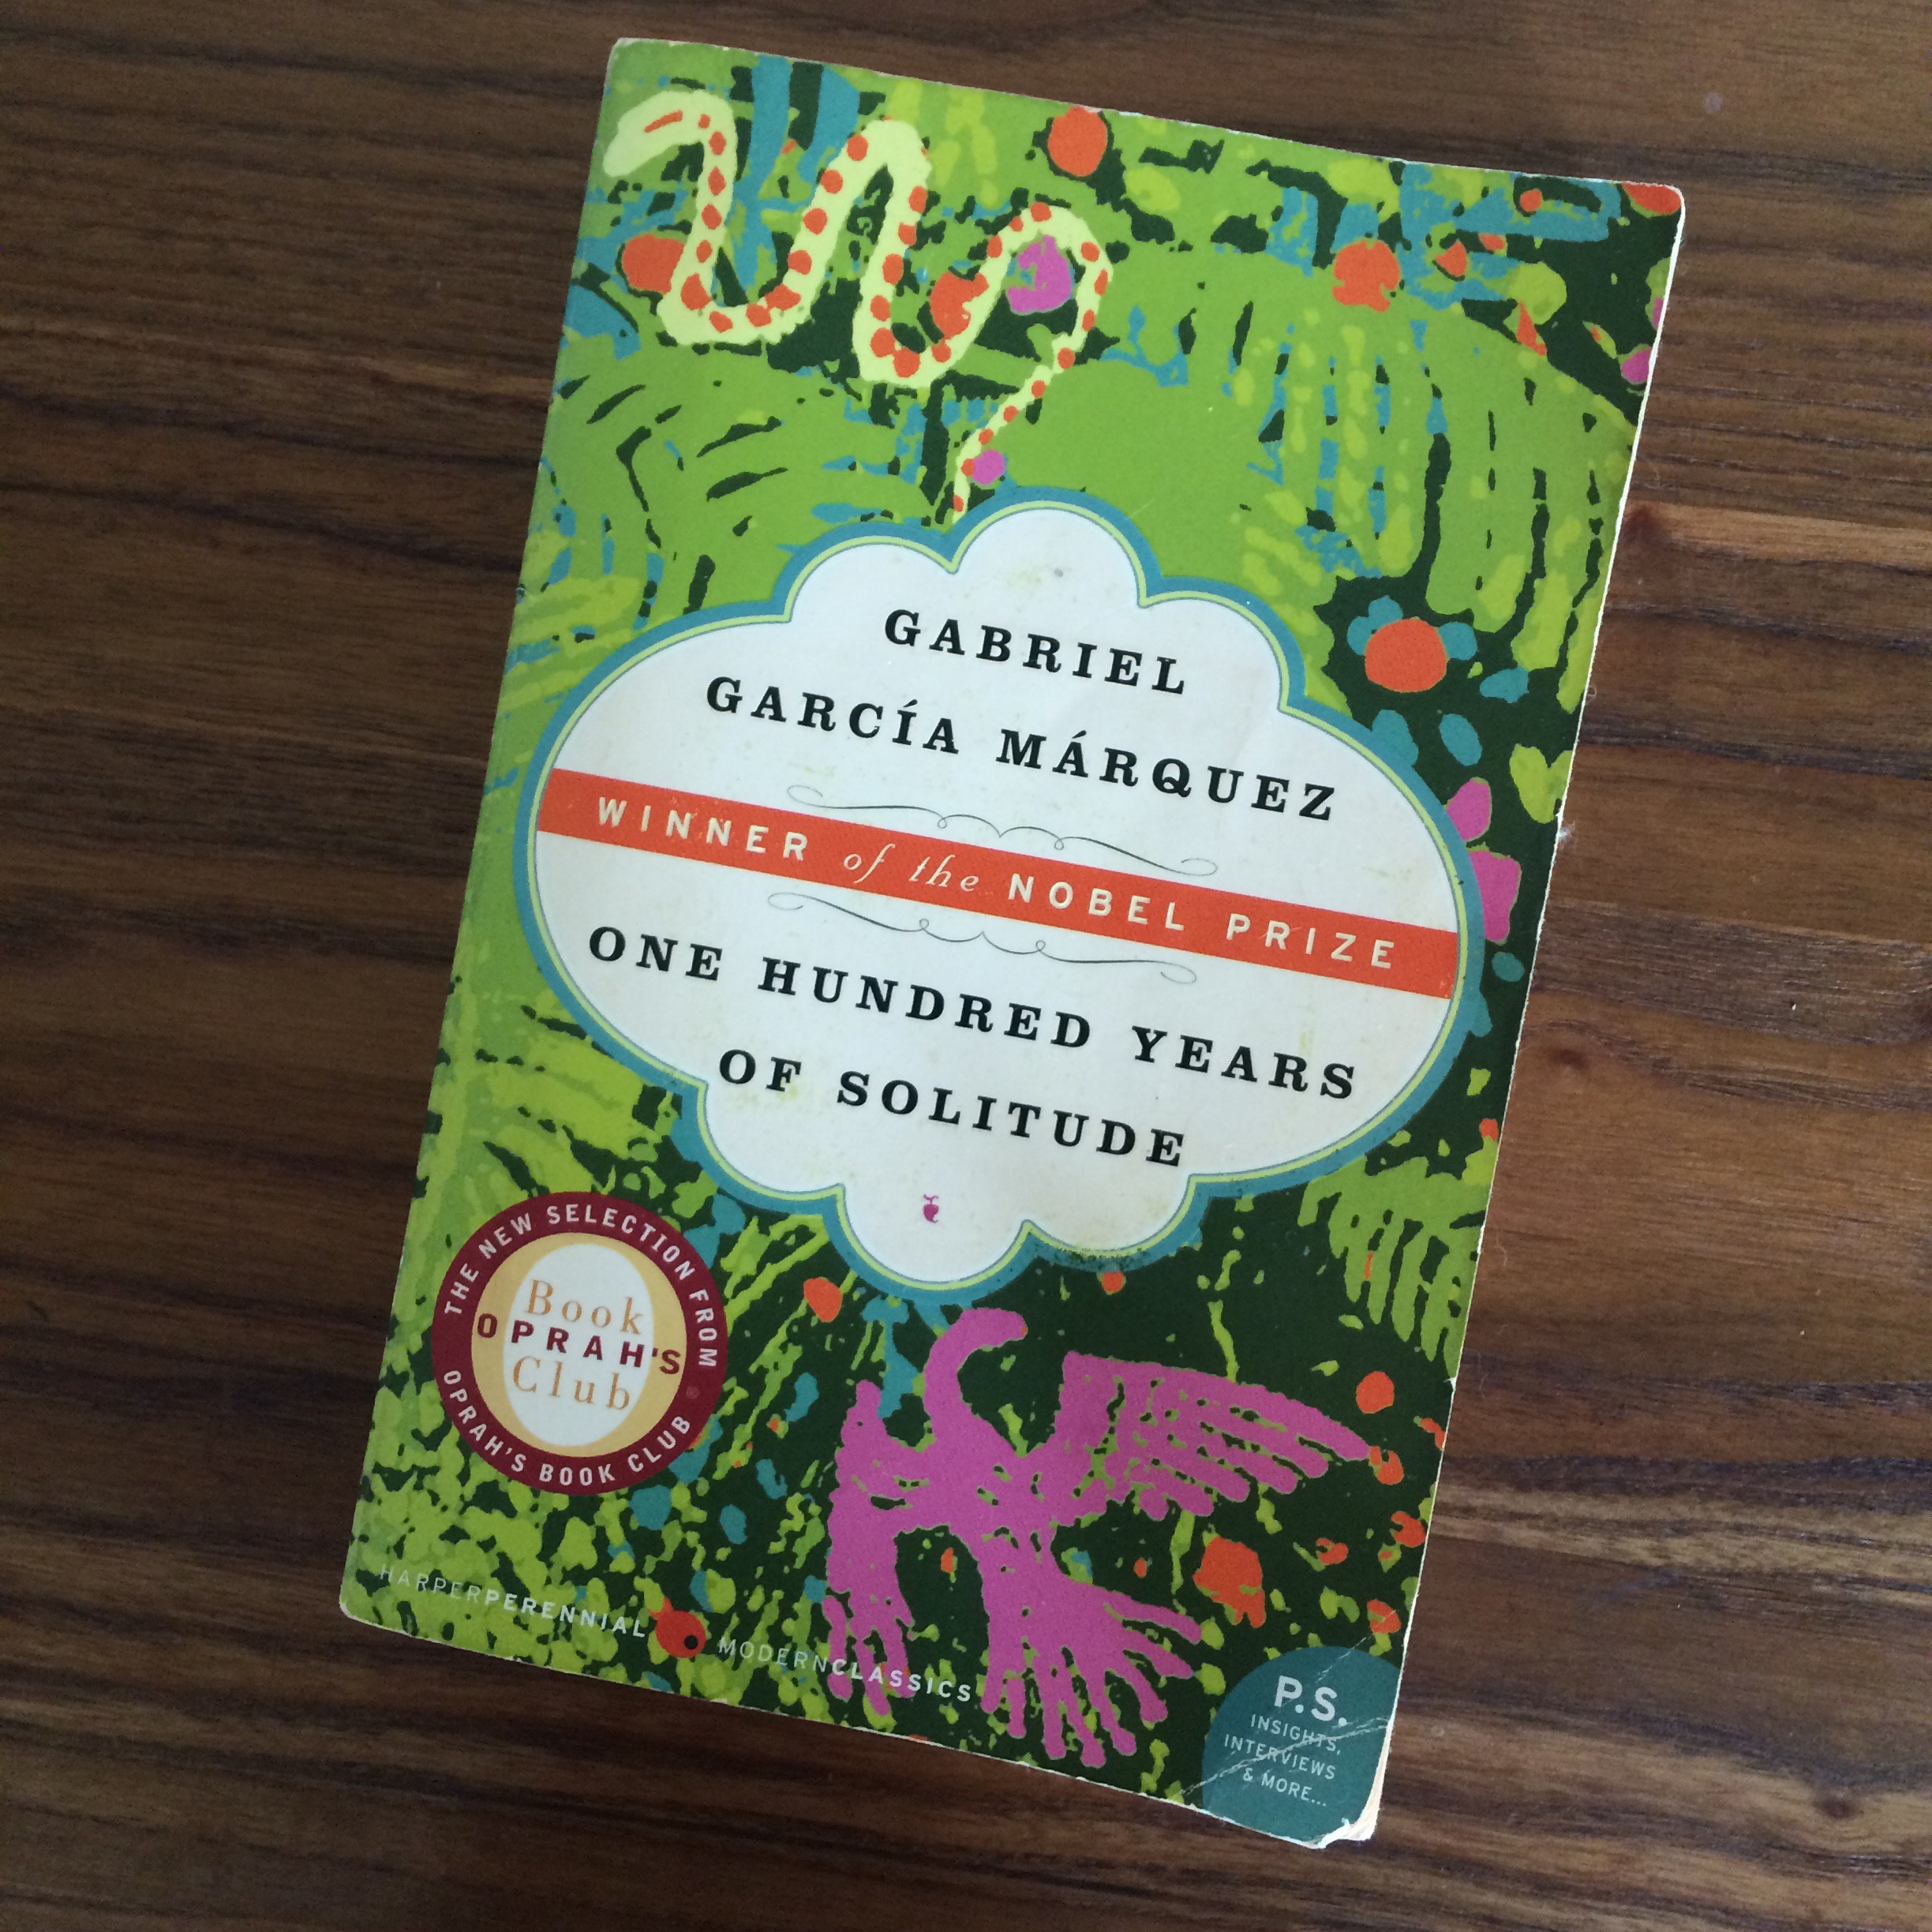 GABRIEL
GARCÍA MÁRQUEZ
WINNER of the NOBEL PRIZE
ONE HUNDRED YEARS
OF SOLITUDE
THE NEW SELECTION FROM
Book
OPRAH'S
Club
OPRAH'S BOOK CLUB
HARPERPERENNIAL MODERNCLASSICS
P.S.
INSIGHTS,
INTERVIEWS
& MORE...